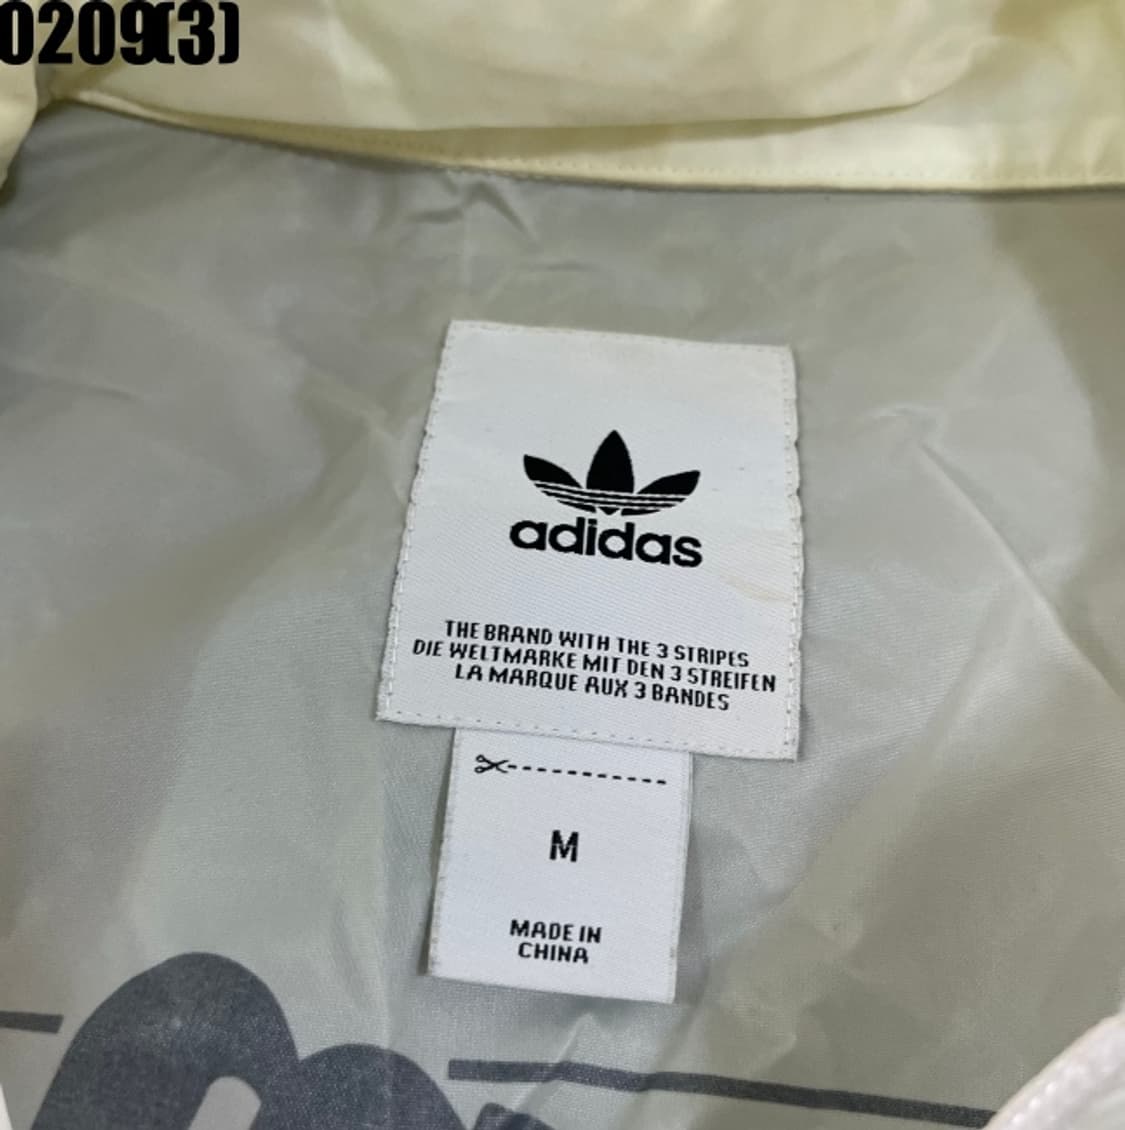 0209(3)
adidas
THE BRAND WITH THE 3 STRIPES
DIE WELTMARKE MIT DEN 3 STREIFEN
LA MARQUE AUX 3 BANDES
M
MADE IN
CHINA